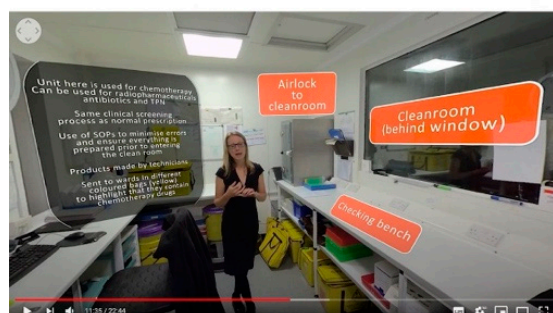 Unit here is used for chemotherapy
Can be used for radiopharmaceuticals
antibiotics and TPN
Same clinical screening
process as normal prescription
Use of SOPs to minimise errors
and ensure everything is
prepared prior to entering
the clean room
Products made by technicians
Sent to wards in different
coloured bags (yellow)
to highlight that they contain
chemotherapy drugs
Airlock
to
cleanroom
Cleanroom
(behind window)
Checking bench
11:35 / 22:44